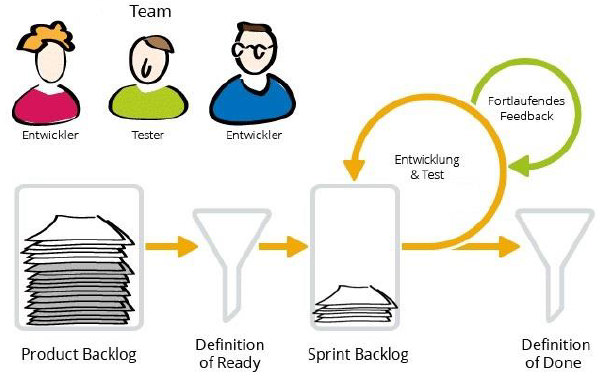 Team
Entwickler
Tester
Entwickler
Fortlaufendes
Feedback
Entwicklung
& Test
Product Backlog
Definition
of Ready
Sprint Backlog
Definition
of Done